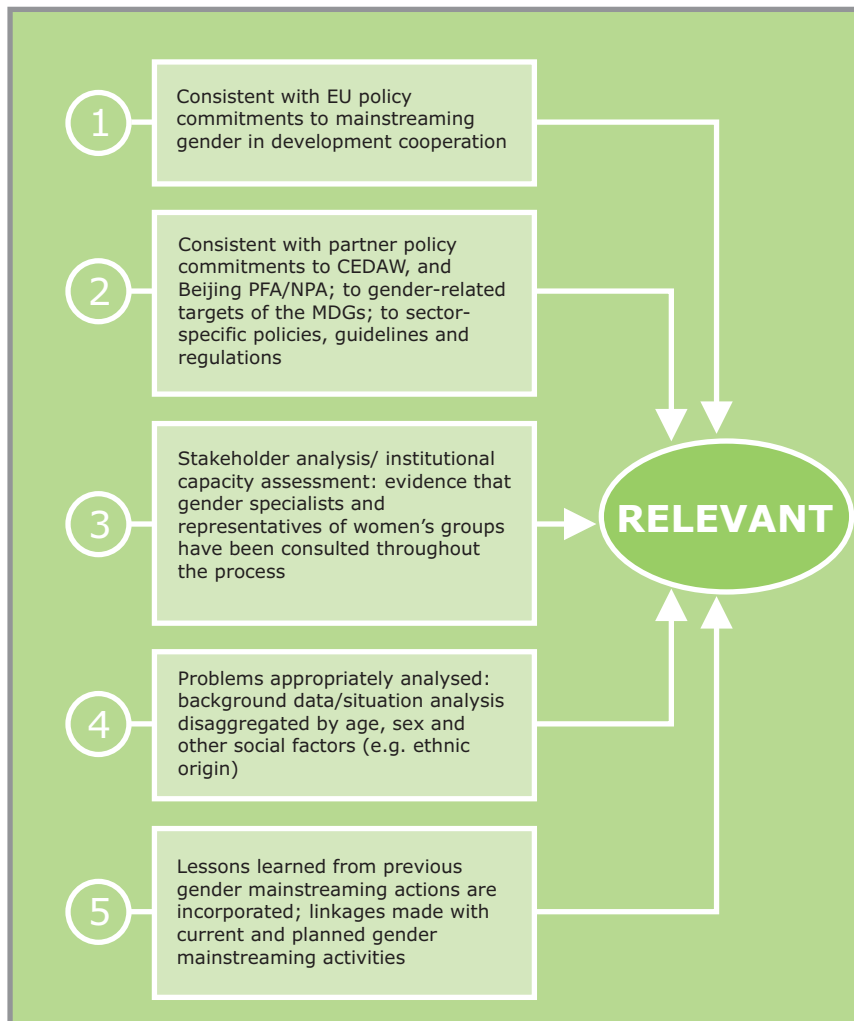 1
Consistent with EU policy
commitments to mainstreaming
gender in development cooperation
2
Consistent with partner policy
commitments to CEDAW, and
Beijing PFA/NPA; to gender-related
targets of the MDGs; to sector-
specific policies, guidelines and
regulations
3
Stakeholder analysis/ institutional
capacity assessment: evidence that
gender specialists and
representatives of women’s groups
have been consulted throughout
the process
RELEVANT
4
Problems appropriately analysed:
background data/situation analysis
disaggregated by age, sex and
other social factors (e.g. ethnic
origin)
5
Lessons learned from previous
gender mainstreaming actions are
incorporated; linkages made with
current and planned gender
mainstreaming activities